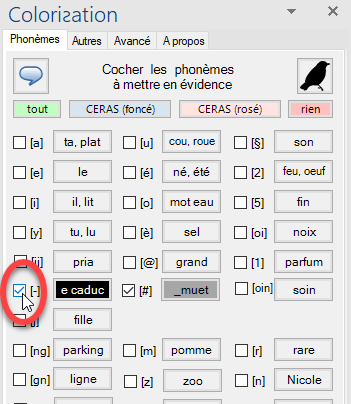 Colorization
Phonèmes Autres Avancé A propos
Cocher les phonèmes
à mettre en évidence
tout CERAS (foncé) CERAS (rosé) rien
[a] ta, plat [u] cou, roue [§] son
[e] le [é] né, été [2] feu, oeuf
[i] il, lit [o] mot eau [5] fin
[y] tu, lu [è] sel [oi] noix
pria [@] grand [1] parfum
[-] e caduc [#] _muet [oin] soin
fille
[ng] parking [m] pomme [r] rare
[gn] ligne [z] zoo [n] Nicole